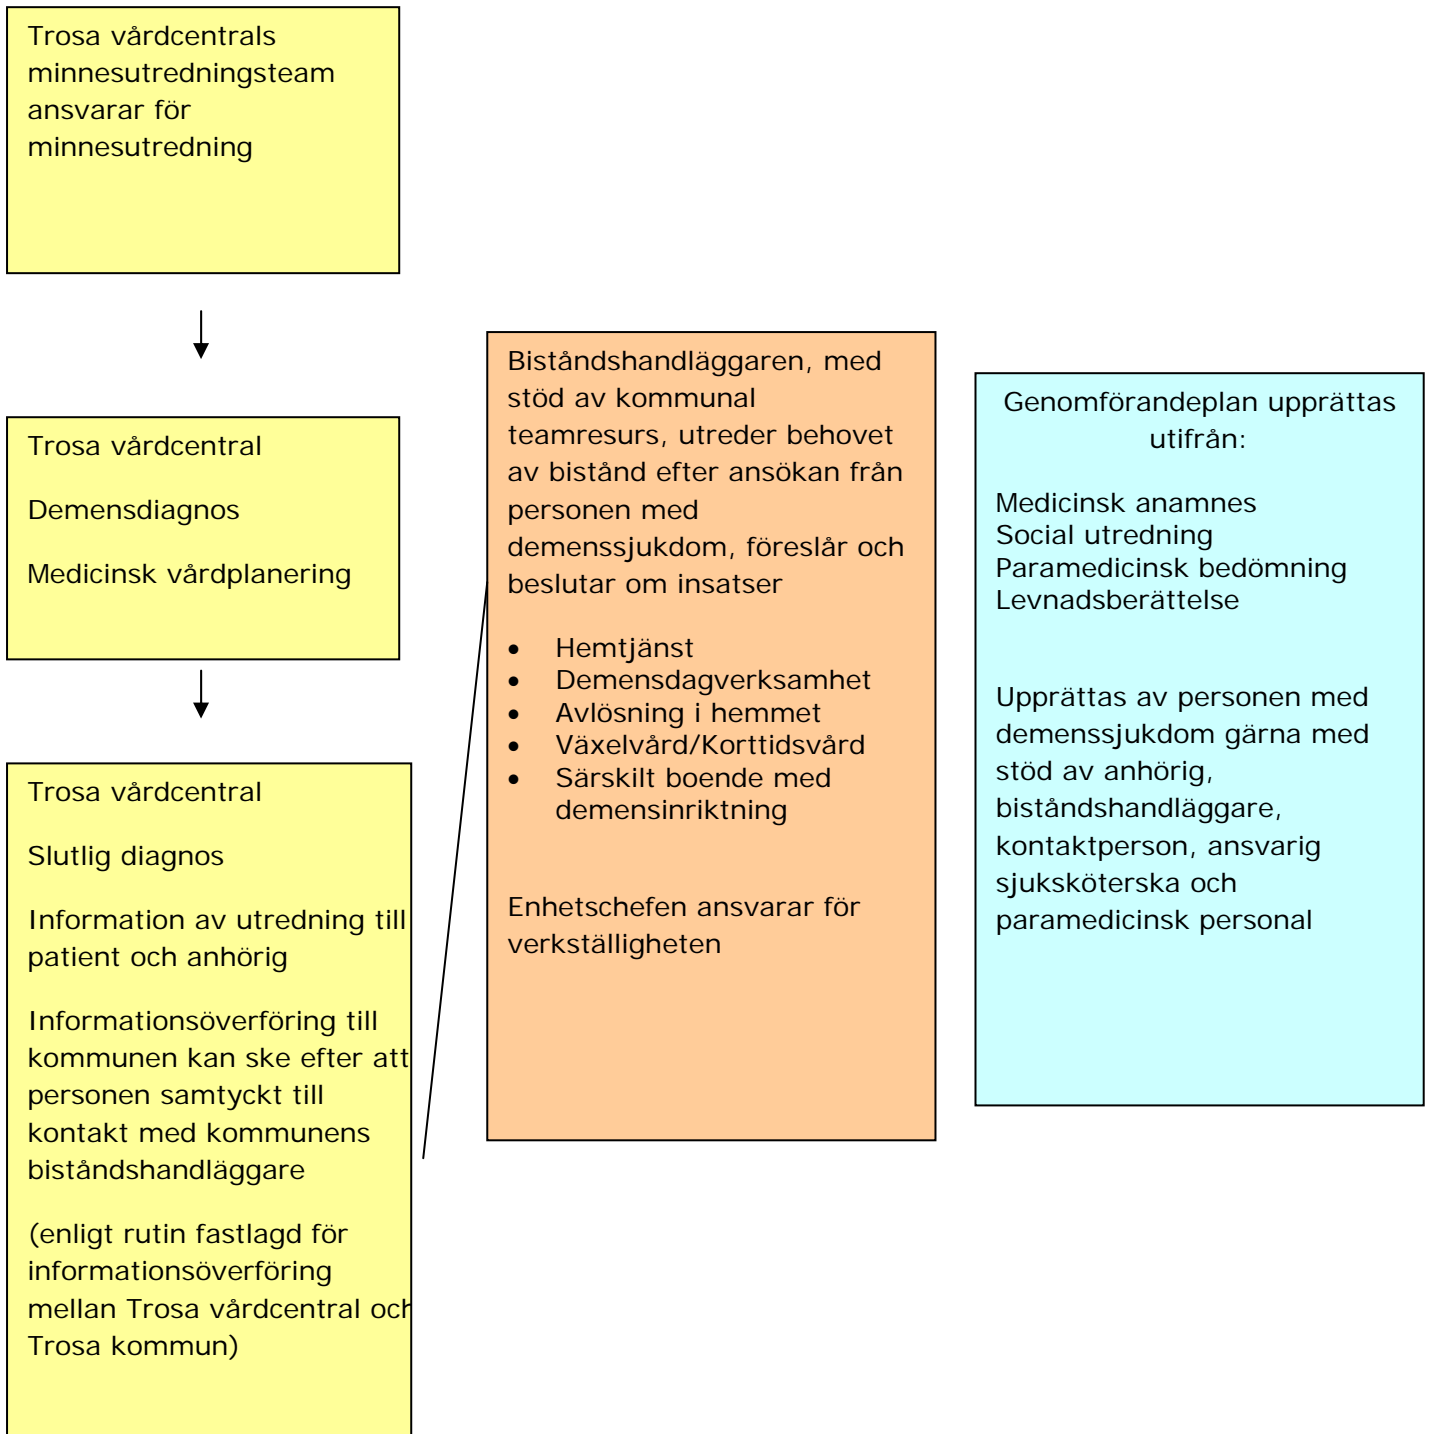 Trosa vårdcentrals
minnesutredningsteam
ansvarar för
minnesutredning
Trosa vårdcentral
Demensdiagnos
Medicinsk vårdplanering
Trosa vårdcentral
Slutlig diagnos
Information av utredning till
patient och anhörig
Informationsöverföring till
kommunen kan ske efter att
personen samtyckt till
kontakt med kommunens
biståndshandläggare
(enligt rutin fastlagd för
informationsöverföring
mellan Trosa vårdcentral och
Trosa kommun)
Biståndshandläggaren, med
stöd av kommunal
teamresurs, utreder behovet
av bistånd efter ansökan från
personen med
demenssjukdom, föreslår och
beslutar om insatser
• Hemtjänst
• Demensdagverksamhet
• Avlösning i hemmet
• Växelvård/Korttidsvård
• Särskilt boende med
demensinriktning
Enhetschefen ansvarar för
verkställigheten
Genomförandeplan upprättas
utifrån:
Medicinsk anamnes
Social utredning
Paramedicinsk bedömning
Levnadsberättelse
Upprättas av personen med
demenssjukdom gärna med
stöd av anhörig,
biståndshandläggare,
kontaktperson, ansvarig
sjuksköterska och
paramedicinsk personal